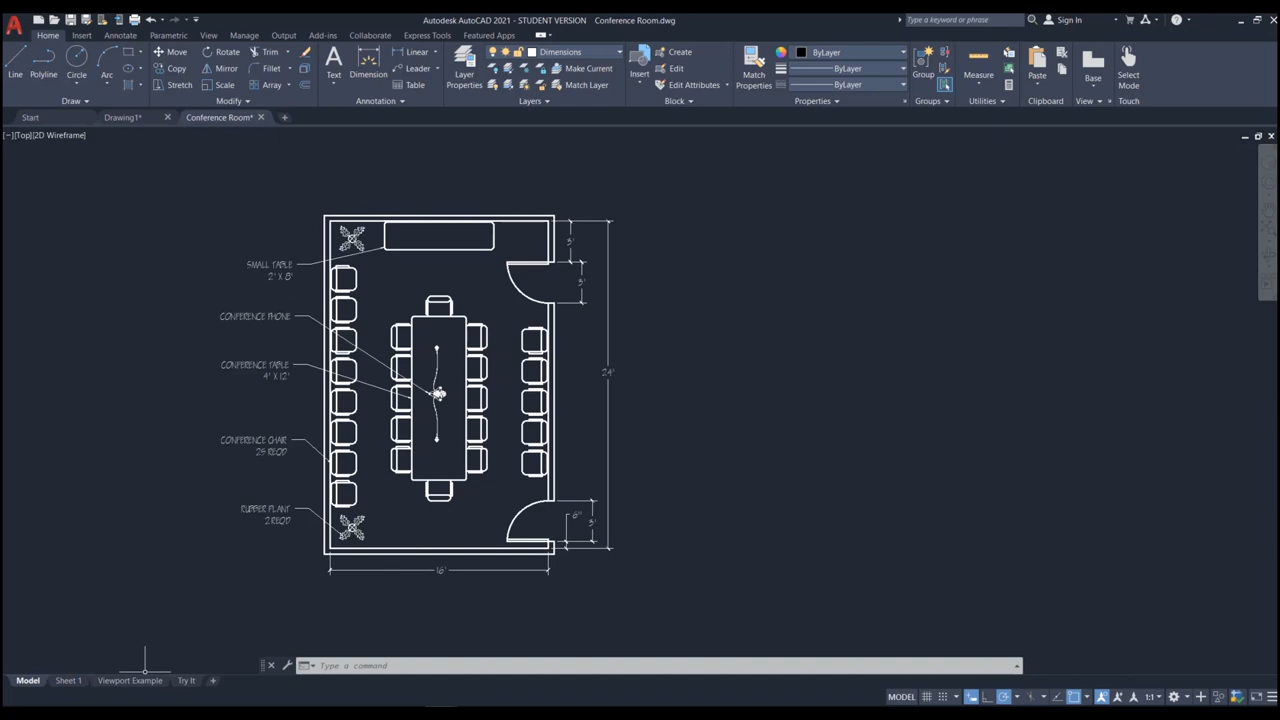 Autodesk AutoCAD 2021 - STUDENT VERSION Conference Room.dwg
Type a keyword or phrase
Sign In
Home Insert Annotate Parametric View Manage Output Add-ins Collaborate Express Tools Featured Apps
Line Polyline Circle Arc
Move Rotate Trim
Copy Mirror Fillet
Stretch Scale Array
Text Dimension
Linear
Leader
Table
Layer Properties
Dimensions
Make Current
Match Layer
Insert
Create
Edit
Edit Attributes
Match Properties
ByLayer
ByLayer
ByLayer
Group
Measure
Paste
Base
Select Mode
Draw Modify Annotation Layers Block Properties Groups Utilities Clipboard View Touch
Start Drawing1* Conference Room*
[−][Top][2D Wireframe]
3'
SMALL TABLE
2' X 8'
3'
CONFERENCE PHONE
CONFERENCE TABLE
4' X 12'
24'
CONFERENCE CHAIR
25 REQD
RUBBER PLANT
2 REQD
6"
3'
16'
Type a command
Model Sheet 1 Viewport Example Try It
MODEL
1:1